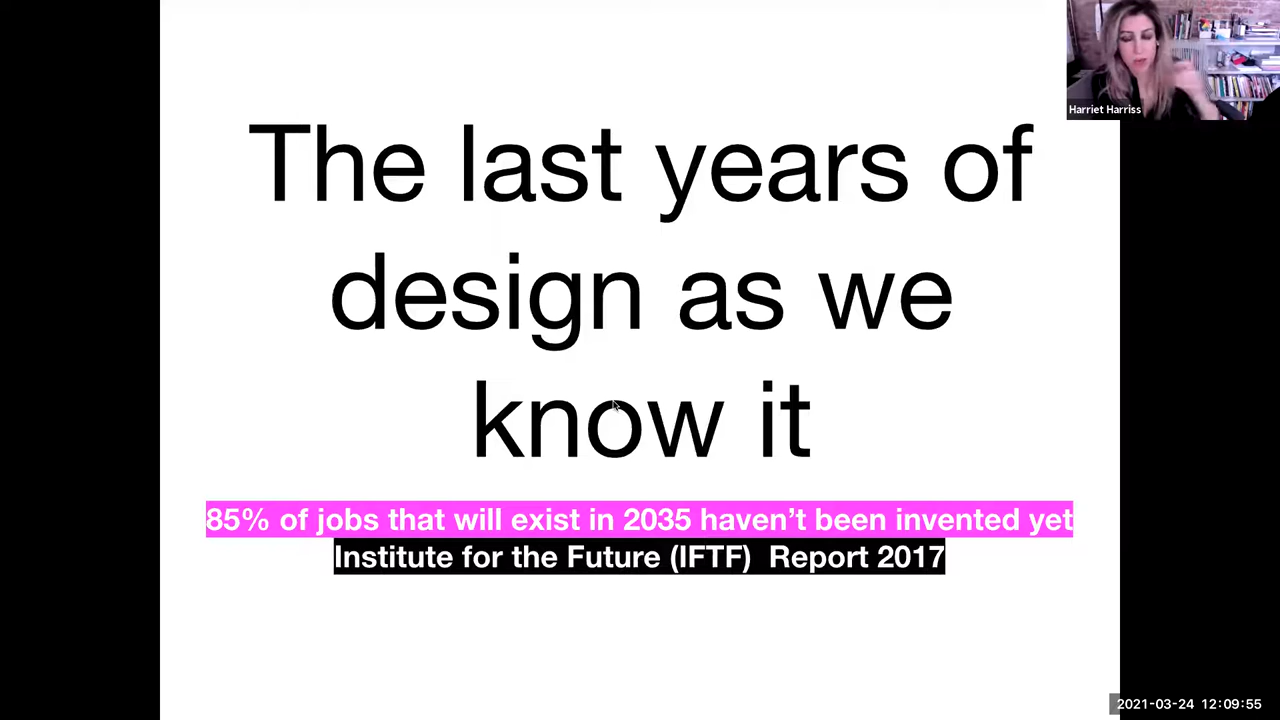 Harriet Harriss
The last years of
design as we
know it
85% of jobs that will exist in 2035 haven’t been invented yet
Institute for the Future (IFTF)  Report 2017
2021-03-24 12:09:55